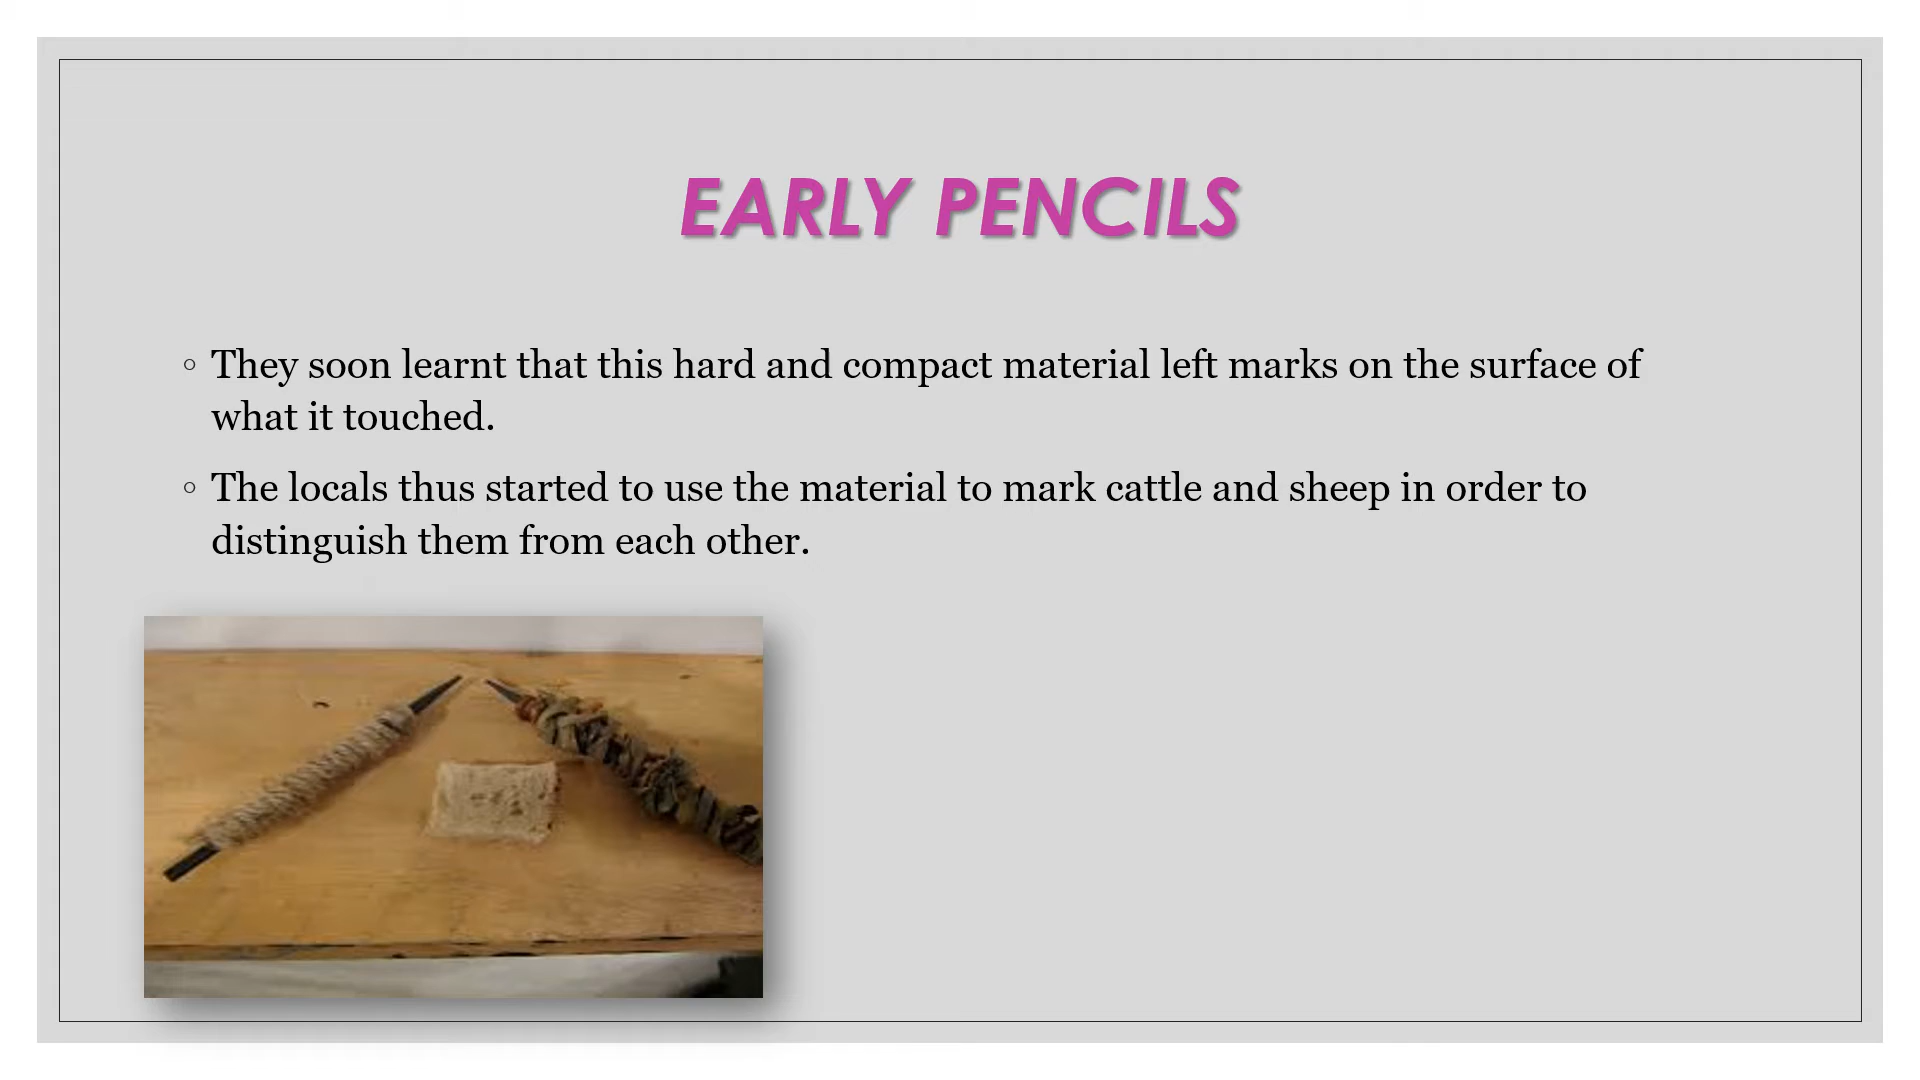 EARLY PENCILS
◦ They soon learnt that this hard and compact material left marks on the surface of
what it touched.
◦ The locals thus started to use the material to mark cattle and sheep in order to
distinguish them from each other.